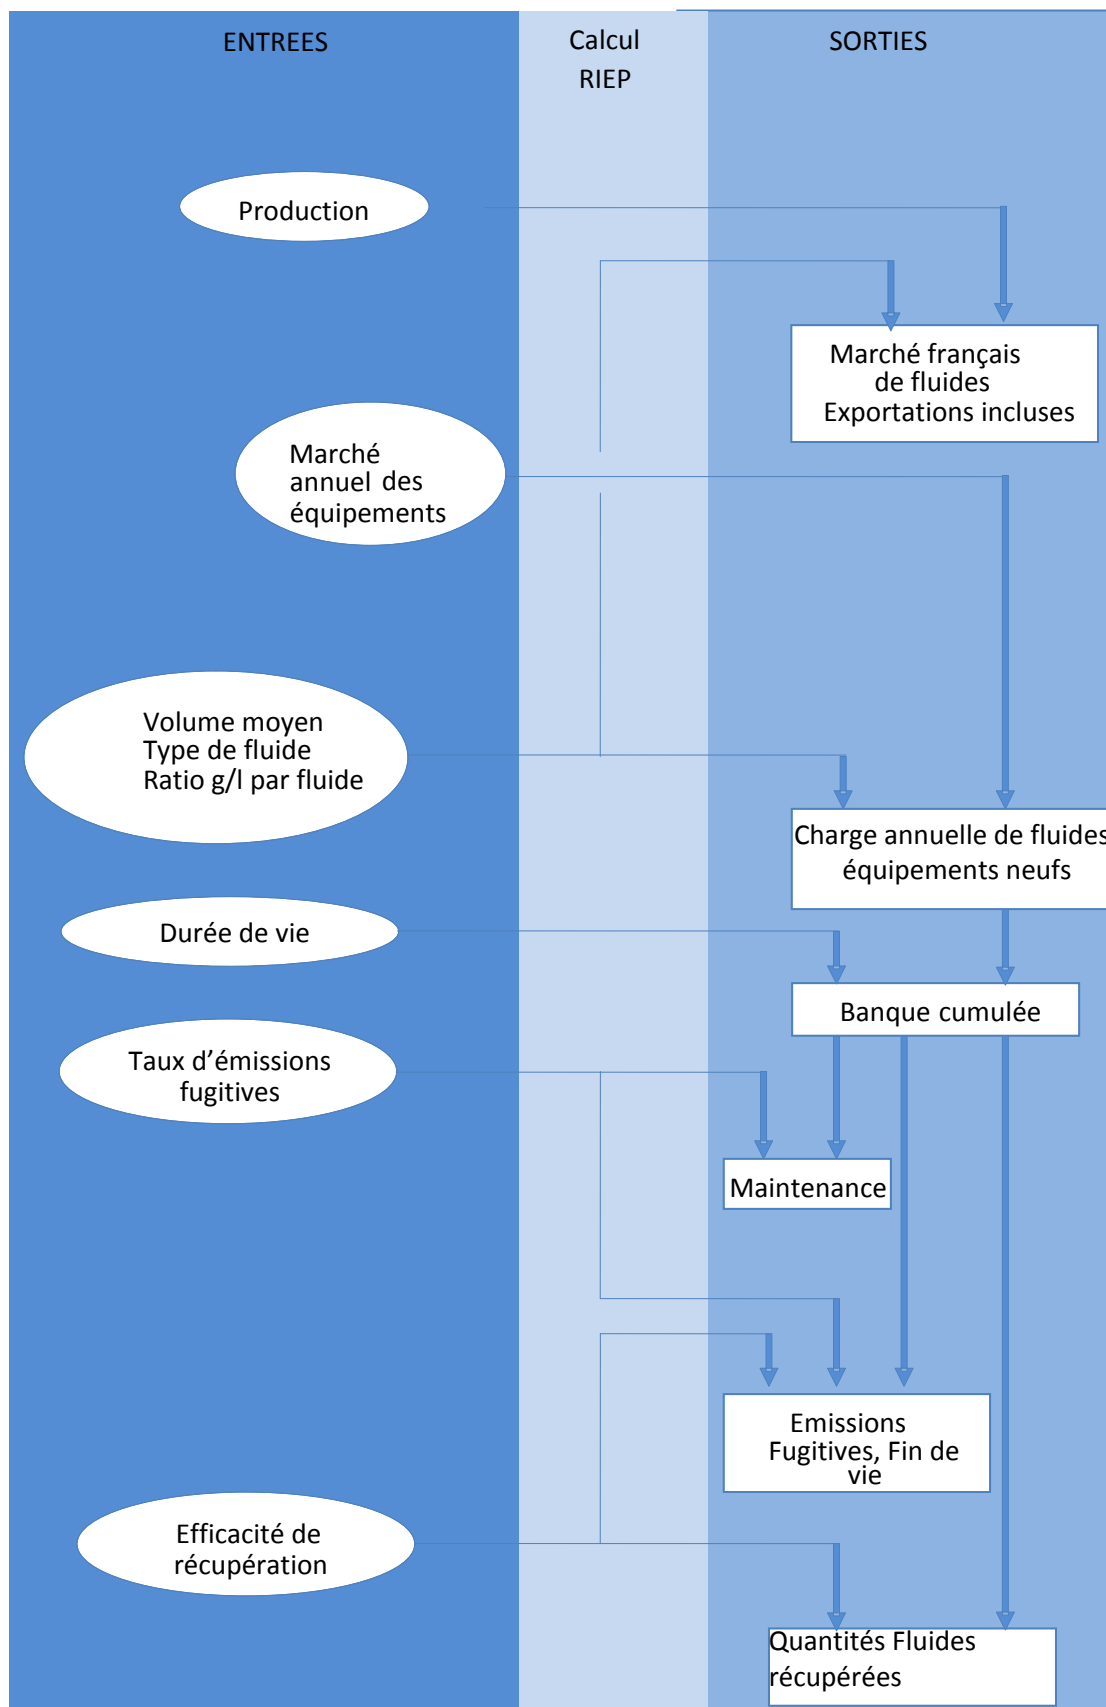 ENTREES
Calcul
RIEP
SORTIES
Production
Marché français
de fluides
Exportations incluses
Marché
annuel des
équipements
Volume moyen
Type de fluide
Ratio g/l par fluide
Charge annuelle de fluides
équipements neufs
Durée de vie
Banque cumulée
Taux d’émissions
fugitives
Maintenance
Emissions
Fugitives, Fin de
vie
Efficacité de
récupération
Quantités Fluides
récupérées